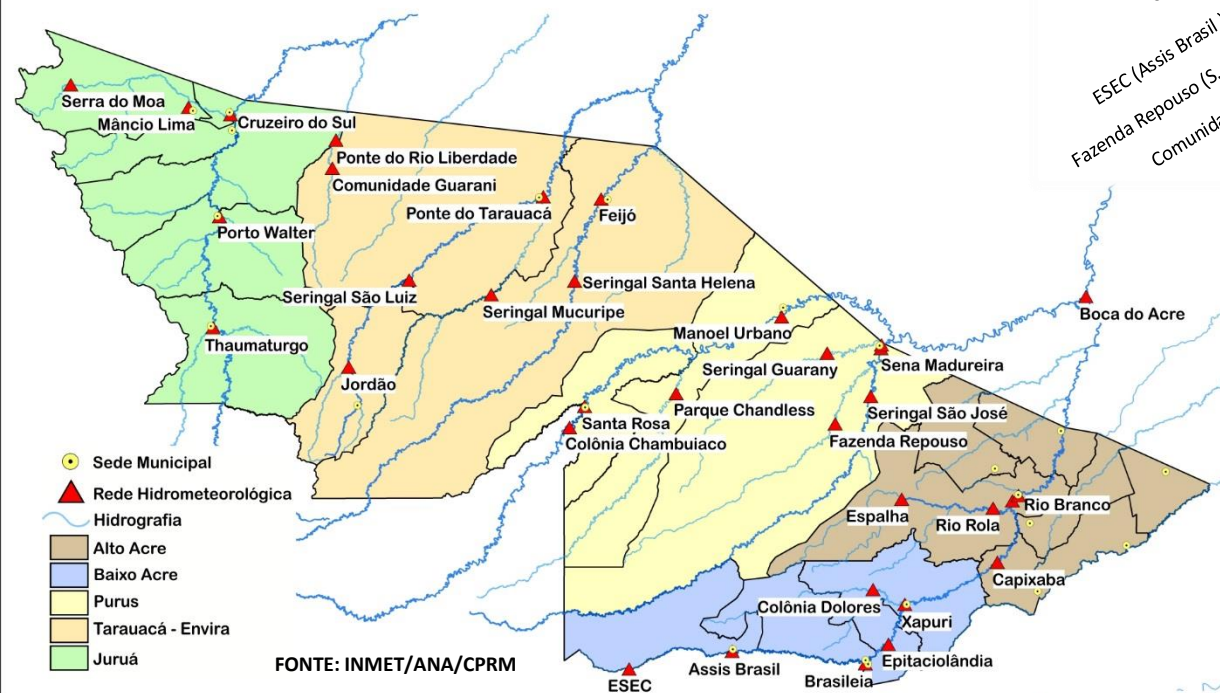 ESEC (Assis Brasil
Fazenda Repouso (S.
Serra do Moa
Mâncio Lima
Cruzeiro do Sul
Ponte do Rio Liberdade
Comunidade Guarani
Ponte do Tarauacá
Feijó
Porto Walter
Seringal São Luiz
Seringal Santa Helena
Seringal Mucuripe
Thaumaturgo
Manoel Urbano
Boca do Acre
Seringal Guarany
Sena Madureira
Jordão
Parque Chandless
Seringal São José
Santa Rosa
Colônia Chambuiaco
Fazenda Repouso
Espalha
Rio Rola
Rio Branco
Capixaba
Colônia Dolores
Xapuri
Epitaciolândia
Assis Brasil
Brasileia
ESEC
Sede Municipal
Rede Hidrometeorológica
Hidrografia
Alto Acre
Baixo Acre
Purus
Tarauacá - Envira
Juruá
FONTE: INMET/ANA/CPRM